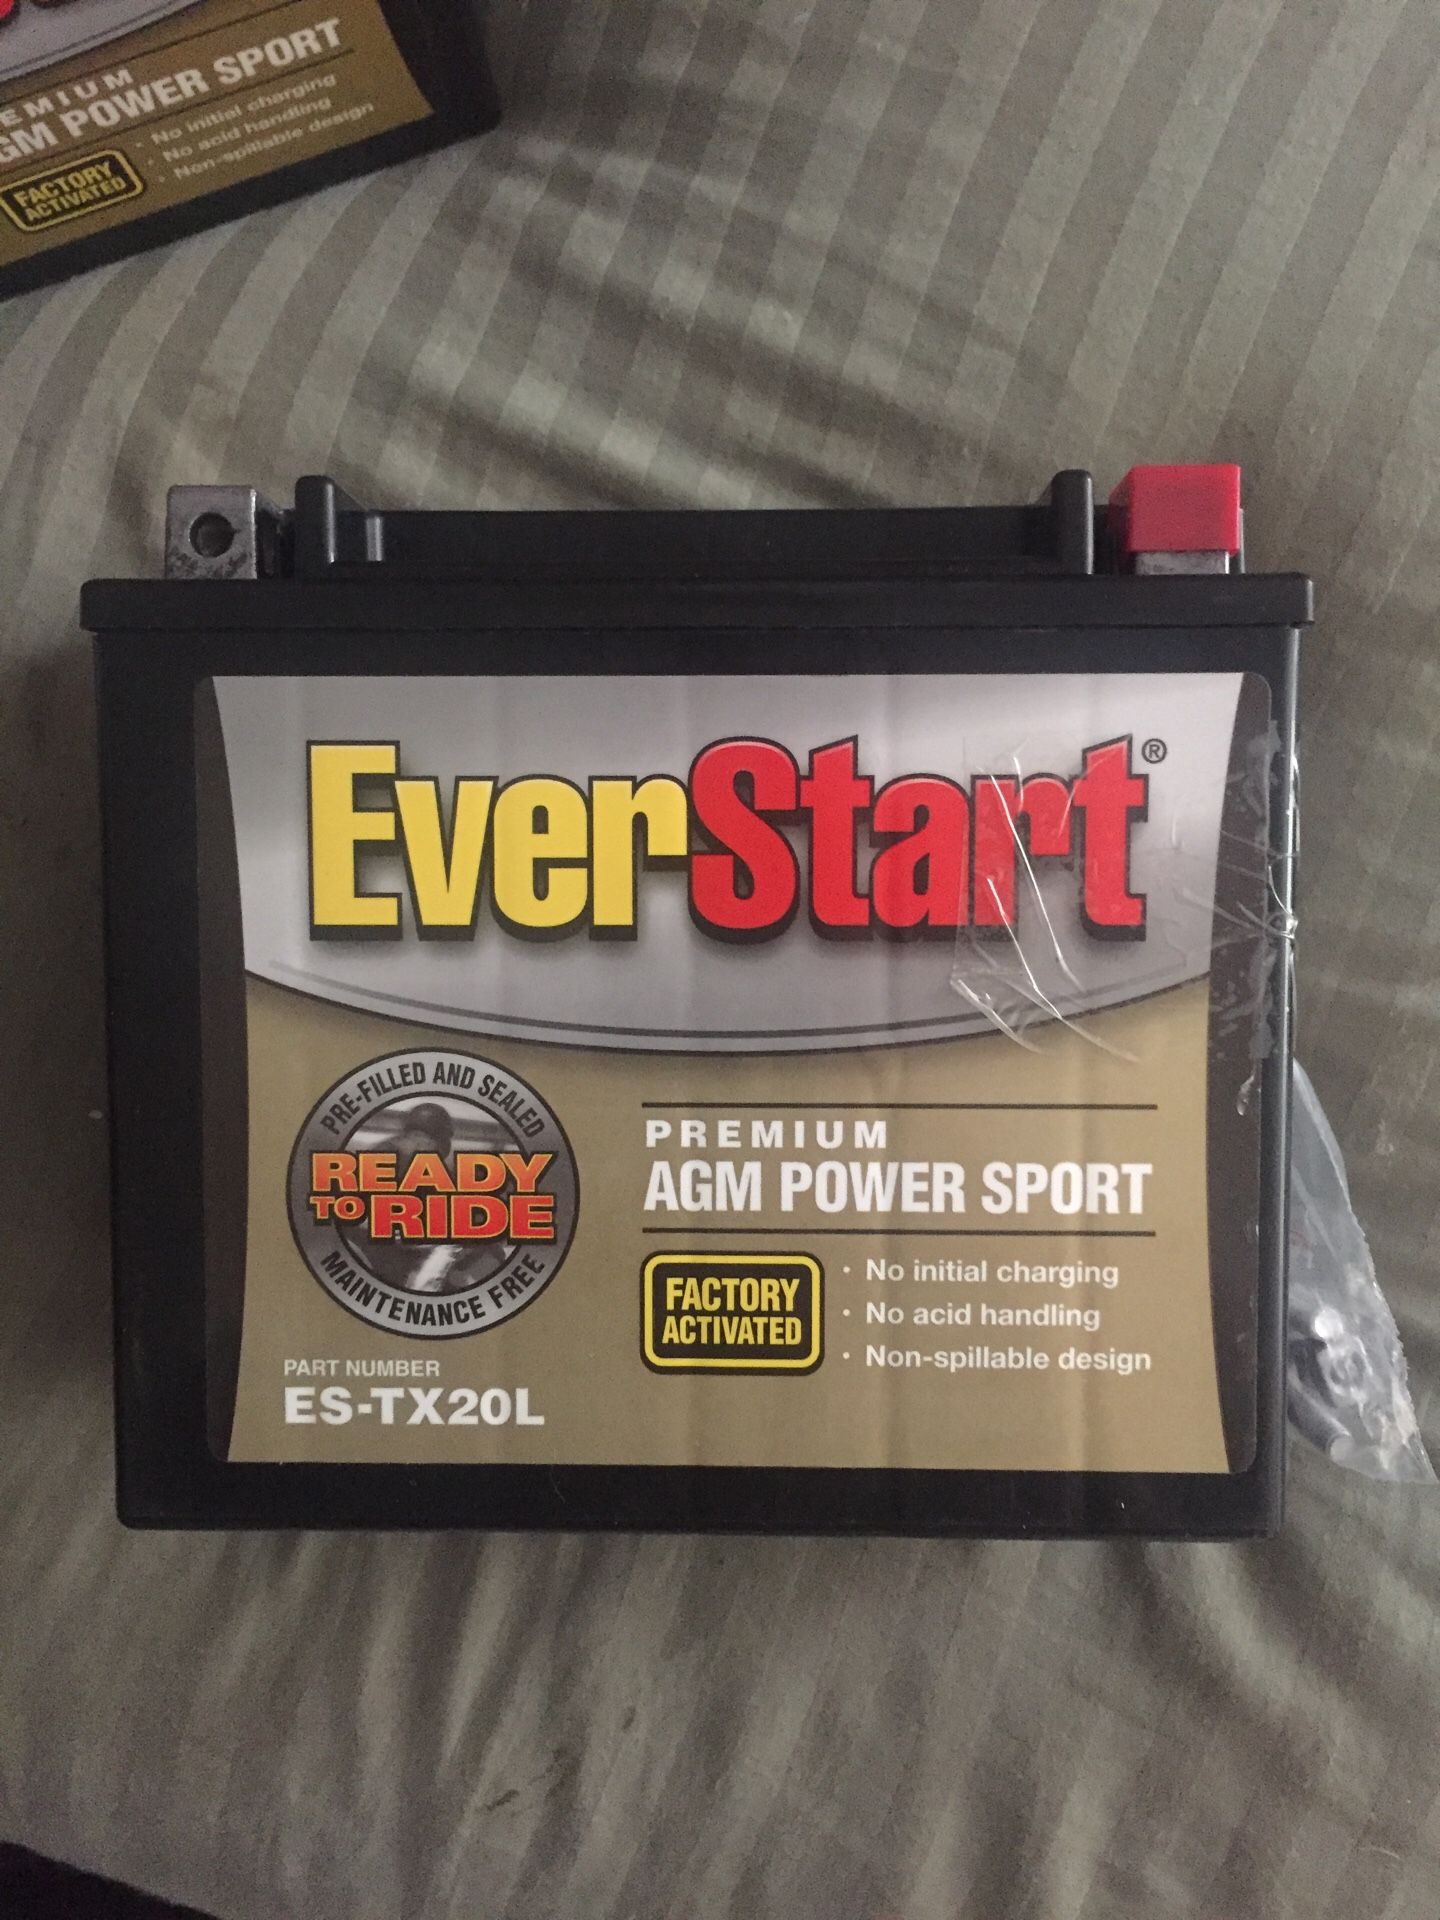 POWER SPORT
AGM
No initial charging
No acid handling
Non-spillable design
FACTORY
ACTIVATED
EverStart®
PRE-FILLED AND SEALED
READY
TO RIDE
MAINTENANCE FREE
PREMIUM
AGM POWER SPORT
FACTORY
ACTIVATED
· No initial charging
· No acid handling
· Non-spillable design
PART NUMBER
ES-TX20L